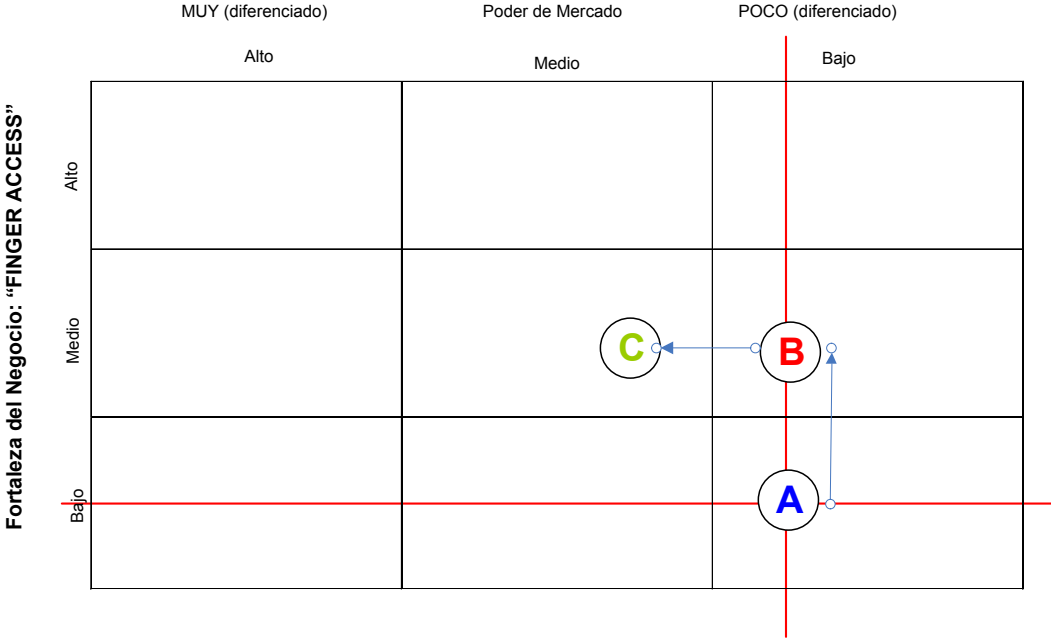 MUY (diferenciado) Poder de Mercado POCO (diferenciado)
Alto Medio Bajo
Fortaleza del Negocio: “FINGER ACCESS”
Alto
Medio
Bajo
C
B
A